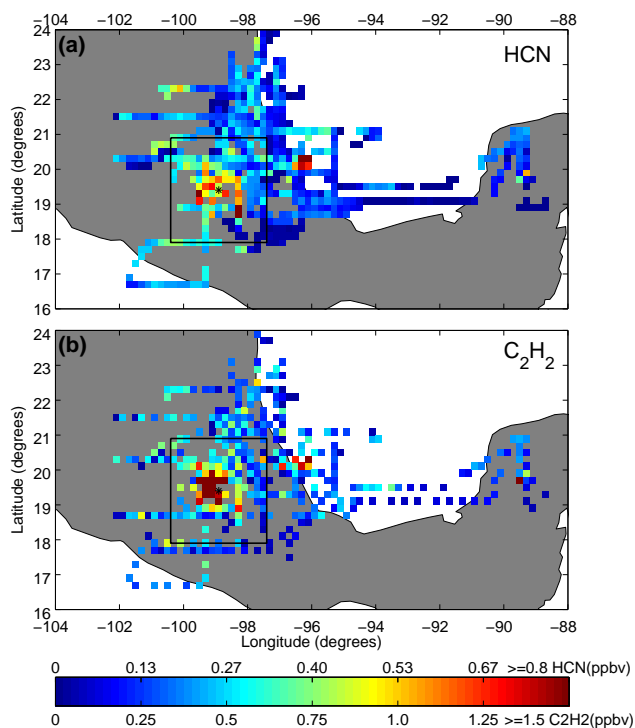 −104 −102 −100 −98 −96 −94 −92 −90 −88
24
(a)
HCN
23
22
21
20
19
18
17
16
Latitude (degrees)
24
(b)
C2H2
23
22
21
20
19
18
17
16
Latitude (degrees)
−104 −102 −100 −98 −96 −94 −92 −90 −88
Longitude (degrees)
0 0.13 0.27 0.40 0.53 0.67 >=0.8 HCN(ppbv)
0 0.25 0.5 0.75 1.0 1.25 >=1.5 C2H2(ppbv)